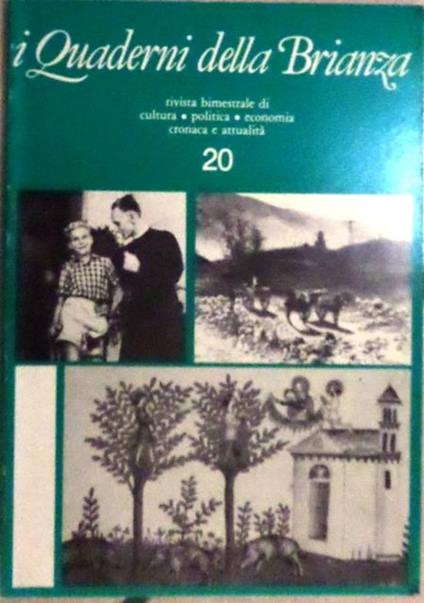 i Quaderni della Brianza
rivista bimestrale di
cultura • politica • economia
cronaca e attualità
20